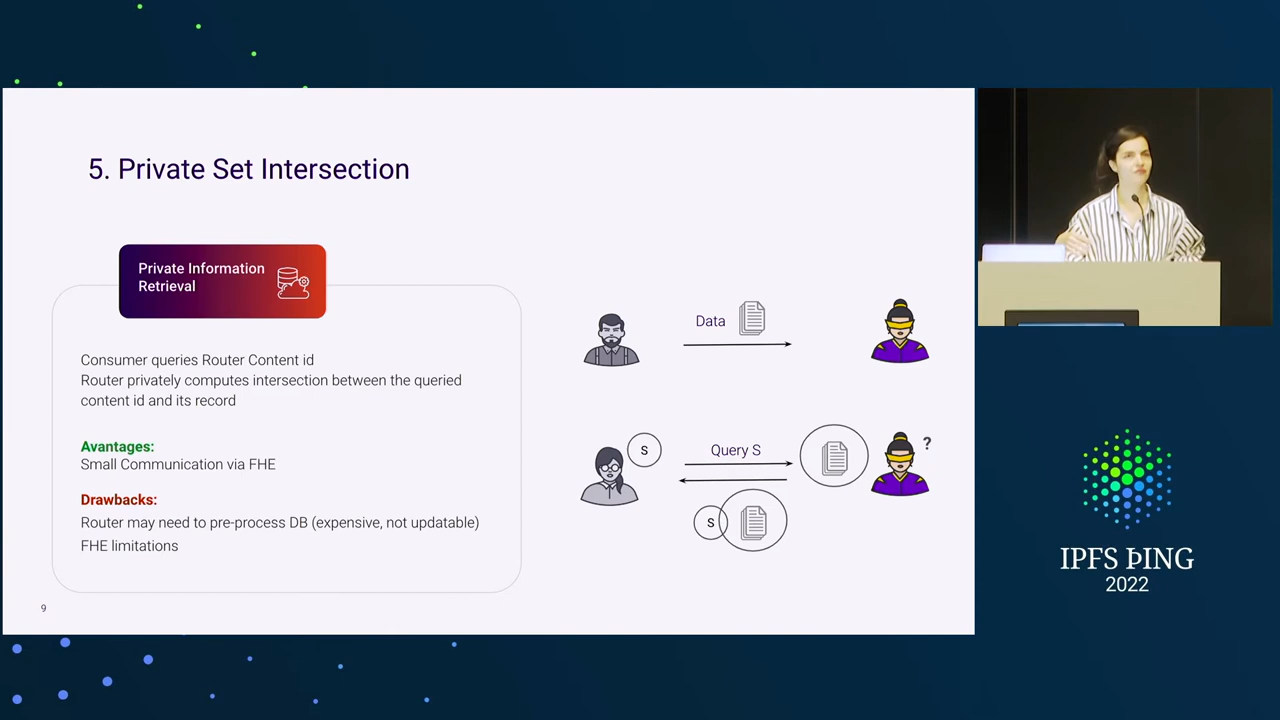 5. Private Set Intersection
Private Information
Retrieval
Consumer queries Router Content id
Router privately computes intersection between the queried
content id and its record
Avantages:
Small Communication via FHE
Drawbacks:
Router may need to pre-process DB (expensive, not updatable)
FHE limitations
9
Data
S
Query S
?
S
IPFS ÞING
2022